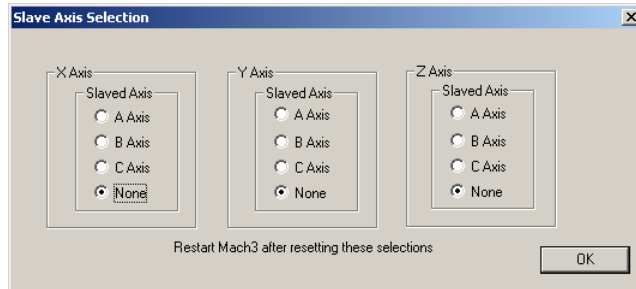 Slave Axis Selection
X Axis
Slaved Axis
A Axis
B Axis
C Axis
None
Y Axis
Slaved Axis
A Axis
B Axis
C Axis
None
Z Axis
Slaved Axis
A Axis
B Axis
C Axis
None
Restart Mach3 after resetting these selections
OK